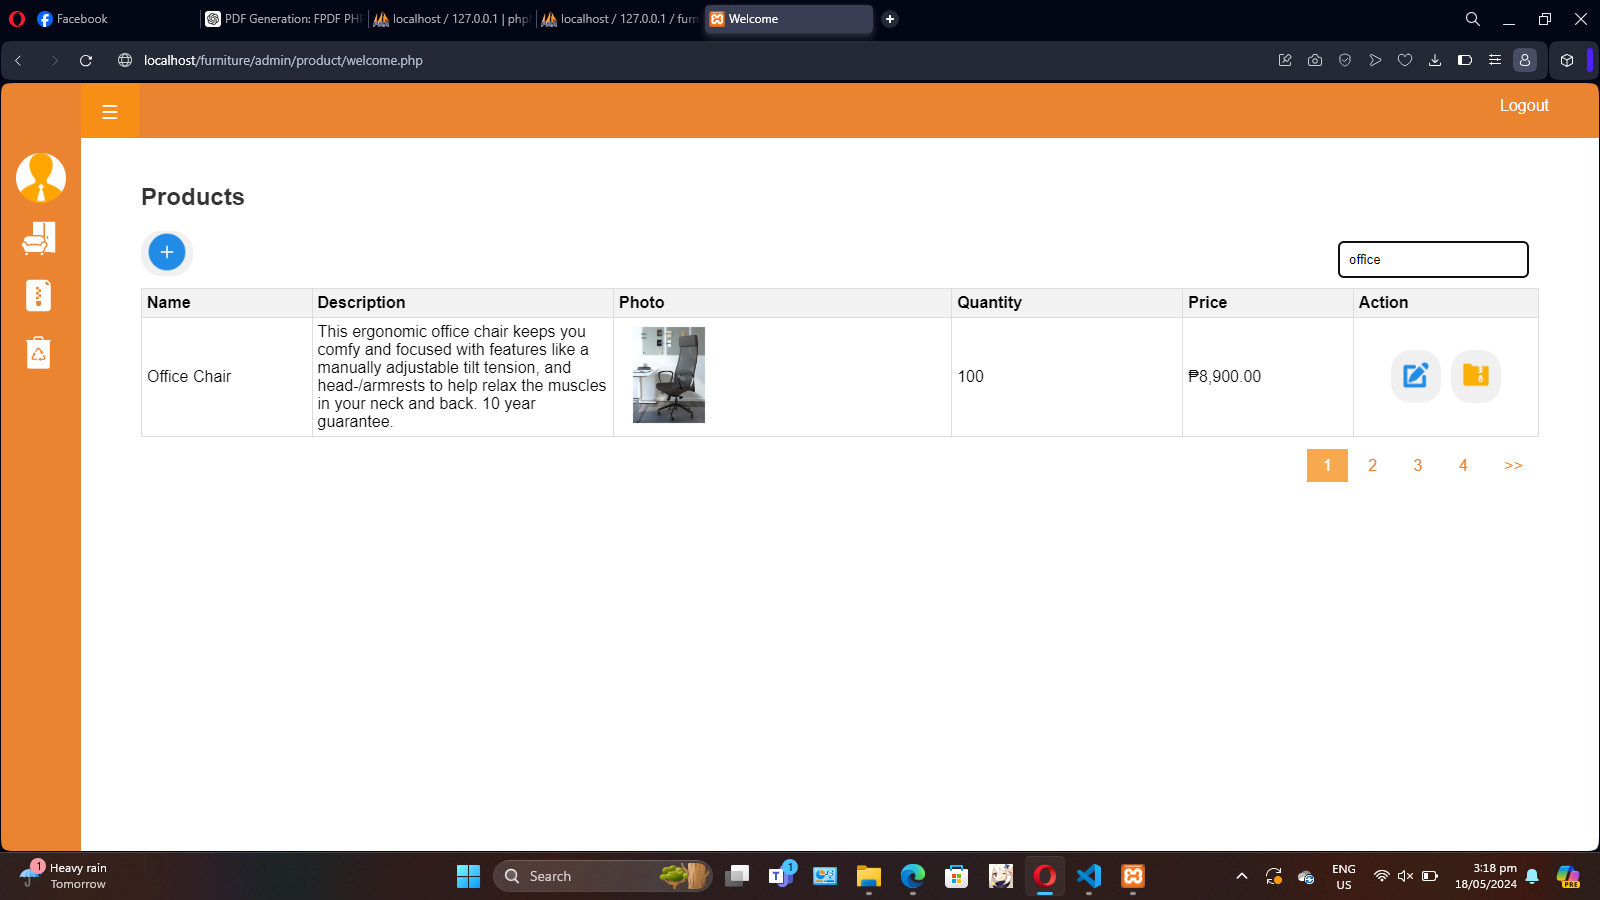 Facebook
PDF Generation: FPDF PHP
localhost / 127.0.0.1 | php
localhost / 127.0.0.1 / furn
Welcome
localhost/furniture/admin/product/welcome.php
Logout
Products
office
Name Description Photo Quantity Price Action
Office Chair
This ergonomic office chair keeps you
comfy and focused with features like a
manually adjustable tilt tension, and
head-/armrests to help relax the muscles
in your neck and back. 10 year
guarantee.
100
₱8,900.00
1 2 3 4 >>
1
Heavy rain
Tomorrow
Search
T
1
ENG
US
3:18 pm
18/05/2024
PRE